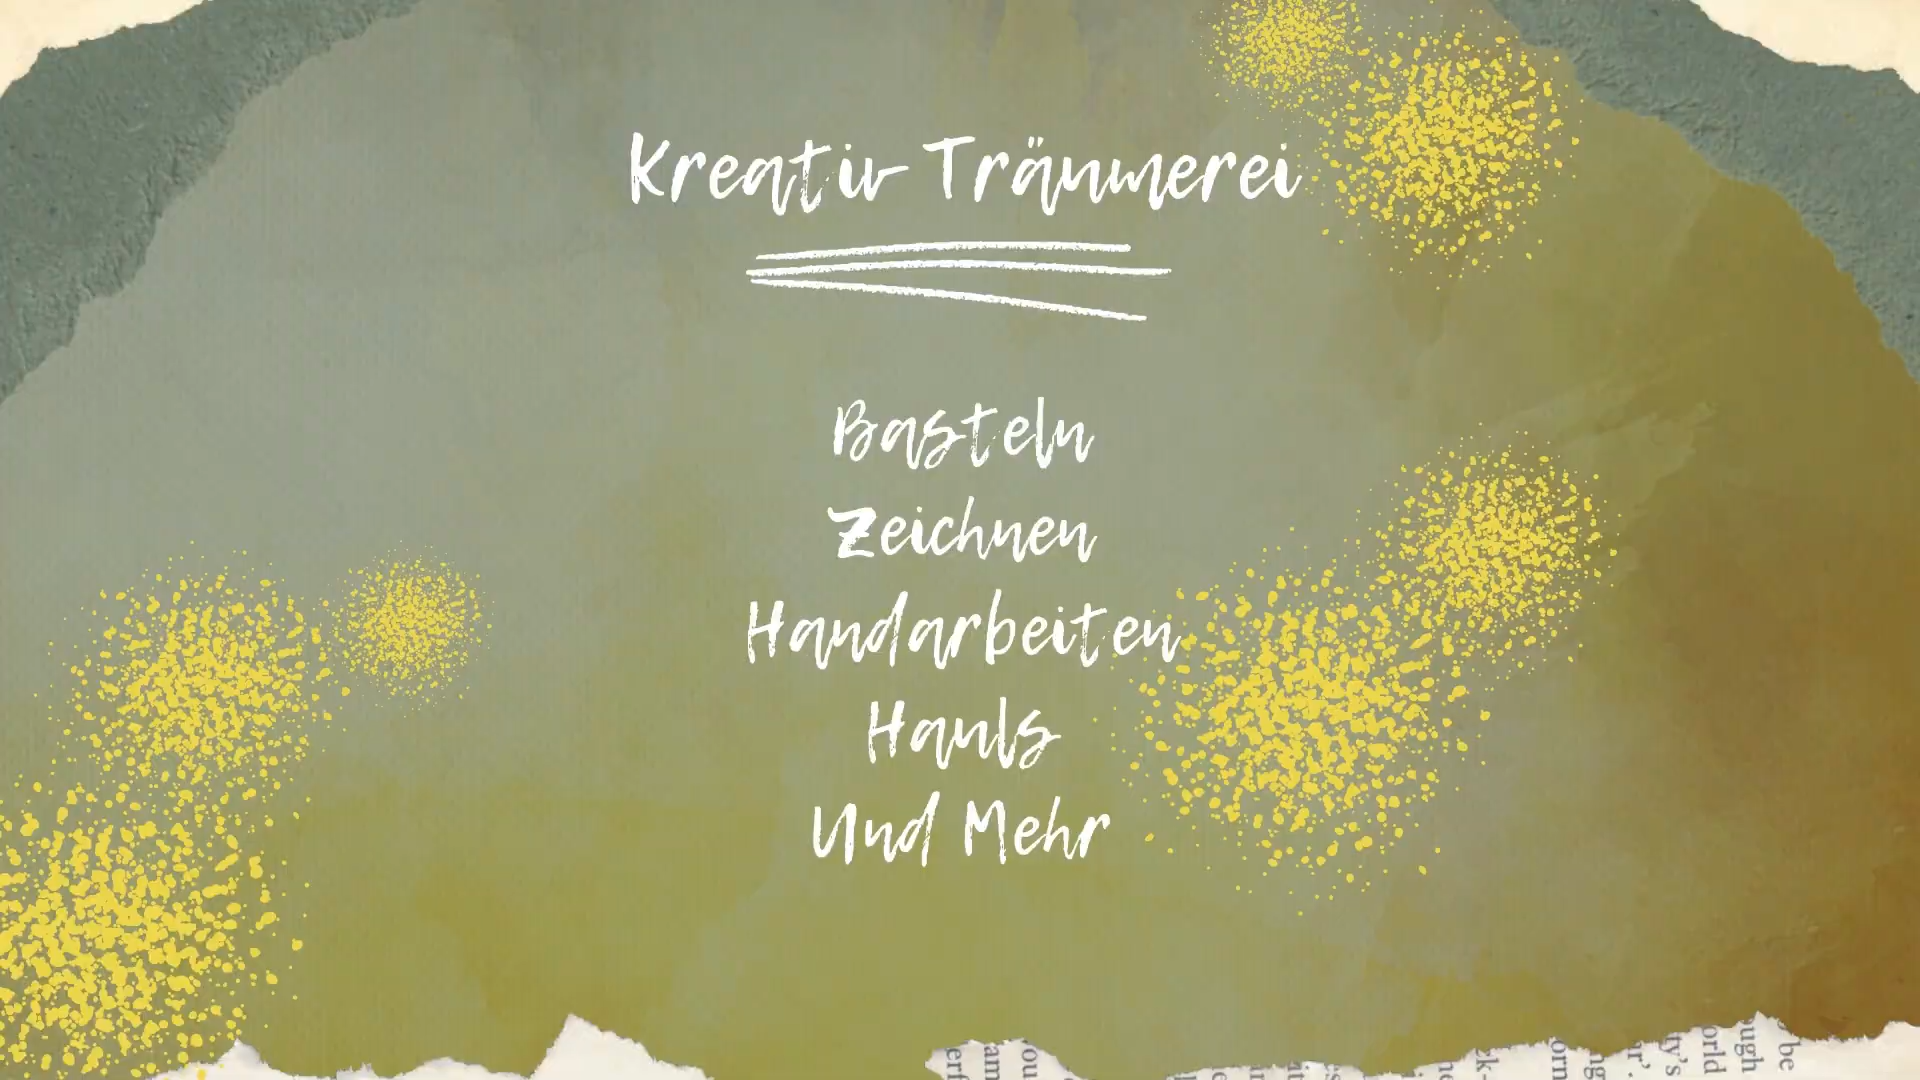 Kreativ Träumerei
Basteln
Zeichnen
Handarbeiten
Hauls
Und Mehr